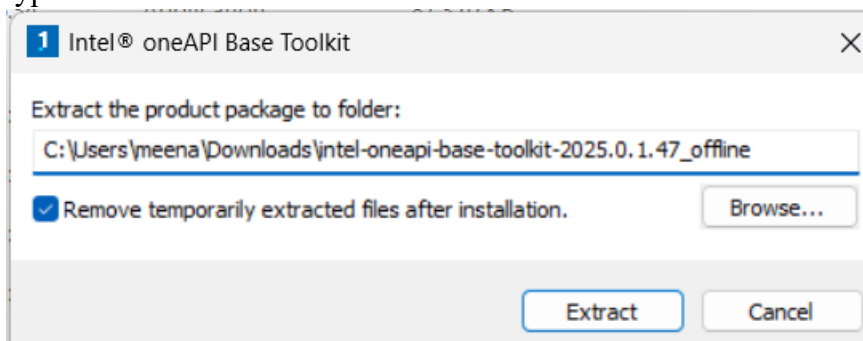 Intel® oneAPI Base Toolkit
Extract the product package to folder:
C:\Users\meena\Downloads\intel-oneapi-base-toolkit-2025.0.1.47_offline
Remove temporarily extracted files after installation.
Browse...
Extract
Cancel